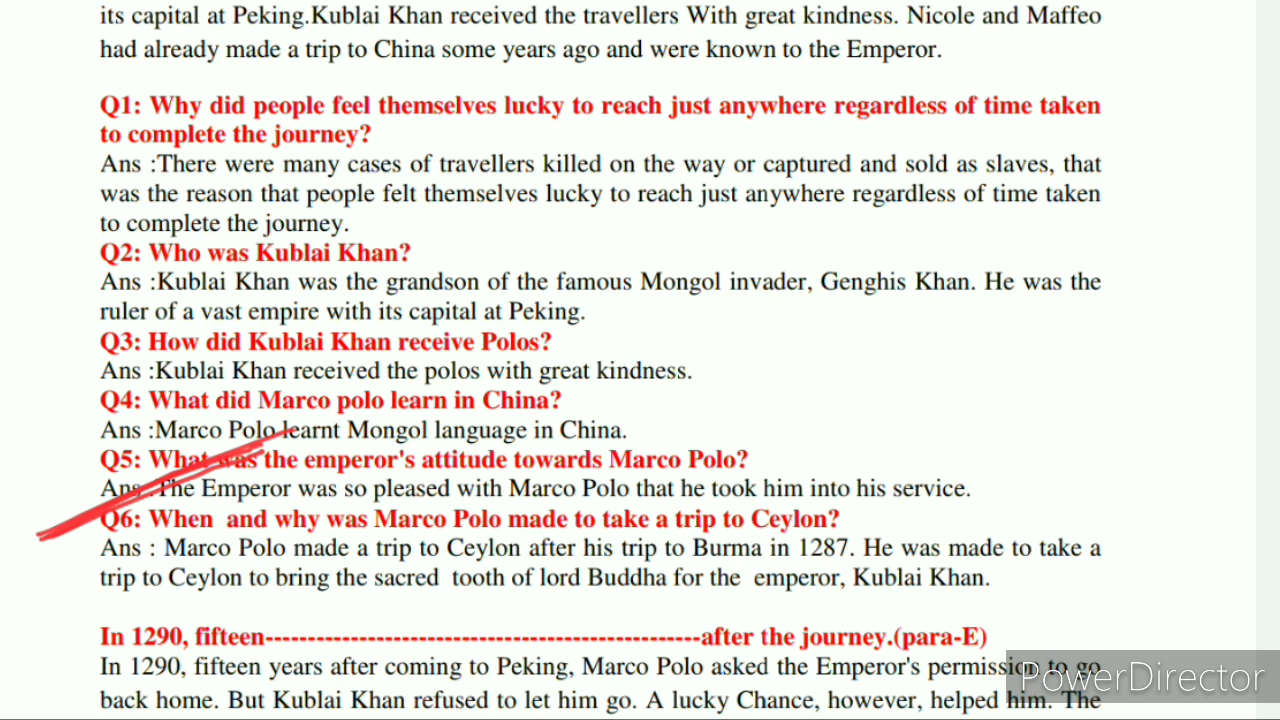 its capital at Peking.Kublai Khan received the travellers With great kindness. Nicole and Maffeo
had already made a trip to China some years ago and were known to the Emperor.
Q1: Why did people feel themselves lucky to reach just anywhere regardless of time taken
to complete the journey?
Ans :There were many cases of travellers killed on the way or captured and sold as slaves, that
was the reason that people felt themselves lucky to reach just anywhere regardless of time taken
to complete the journey.
Q2: Who was Kublai Khan?
Ans :Kublai Khan was the grandson of the famous Mongol invader, Genghis Khan. He was the
ruler of a vast empire with its capital at Peking.
Q3: How did Kublai Khan receive Polos?
Ans :Kublai Khan received the polos with great kindness.
Q4: What did Marco polo learn in China?
Ans :Marco Polo learnt Mongol language in China.
Q5: What was the emperor's attitude towards Marco Polo?
Ans :The Emperor was so pleased with Marco Polo that he took him into his service.
Q6: When and why was Marco Polo made to take a trip to Ceylon?
Ans : Marco Polo made a trip to Ceylon after his trip to Burma in 1287. He was made to take a
trip to Ceylon to bring the sacred tooth of lord Buddha for the emperor, Kublai Khan.
In 1290, fifteen----------------------------------------------------after the journey.(para-E)
In 1290, fifteen years after coming to Peking, Marco Polo asked the Emperor's permission to go
back home. But Kublai Khan refused to let him go. A lucky Chance, however, helped him. The
PowerDirector